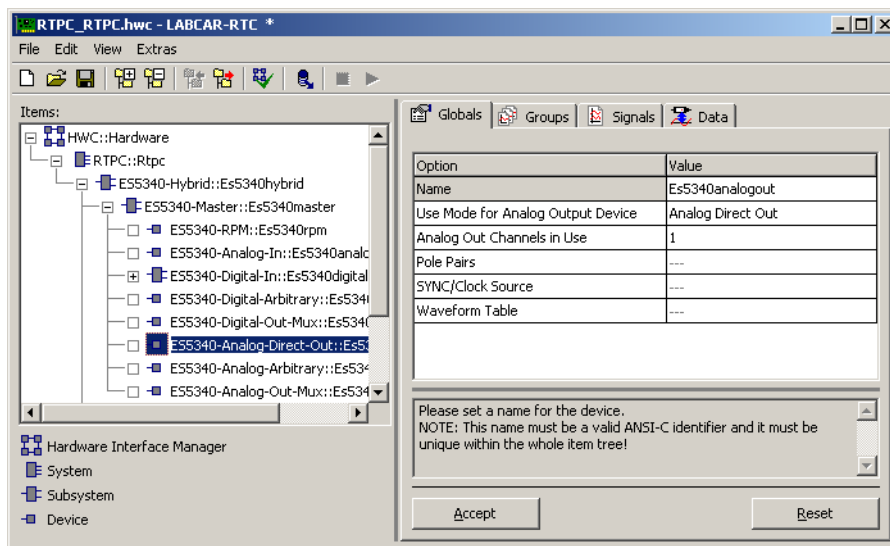 RTPC_RTPC.hwc - LABCAR-RTC *
File Edit View Extras
Items:
HWC::Hardware
RTPC::Rtpc
ES5340-Hybrid::Es5340hybrid
ES5340-Master::Es5340master
ES5340-RPM::Es5340rpm
ES5340-Analog-In::Es5340analo
ES5340-Digital-In::Es5340digital
ES5340-Digital-Arbitrary::Es534
ES5340-Digital-Out-Mux::Es534
ES5340-Analog-Direct-Out::Es5
ES5340-Analog-Arbitrary::Es534
ES5340-Analog-Out-Mux::Es534
Hardware Interface Manager
System
Subsystem
Device
Globals Groups Signals Data
Option Value
Name Es5340analogout
Use Mode for Analog Output Device Analog Direct Out
Analog Out Channels in Use 1
Pole Pairs ---
SYNC/Clock Source ---
Waveform Table ---
Please set a name for the device.
NOTE: This name must be a valid ANSI-C identifier and it must be
unique within the whole item tree!
Accept Reset